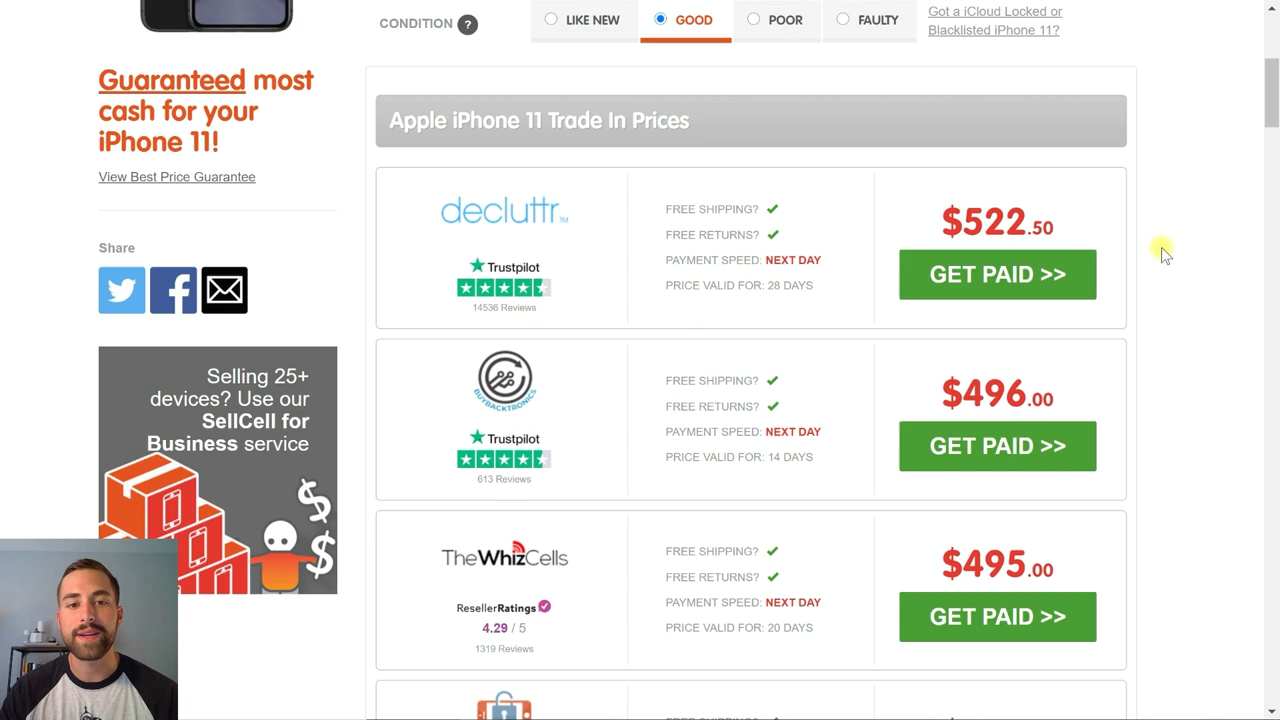 CONDITION ?
LIKE NEW
GOOD
POOR
FAULTY
Got a iCloud Locked or
Blacklisted iPhone 11?
Guaranteed most
cash for your
iPhone 11!
View Best Price Guarantee
Share
Selling 25+
devices? Use our
SellCell for
Business service
$
$
Apple iPhone 11 Trade In Prices
decluttr™
Trustpilot
14536 Reviews
FREE SHIPPING?
FREE RETURNS?
PAYMENT SPEED: NEXT DAY
PRICE VALID FOR: 28 DAYS
$522.50
GET PAID >>
BUYBACKTRONICS
Trustpilot
613 Reviews
FREE SHIPPING?
FREE RETURNS?
PAYMENT SPEED: NEXT DAY
PRICE VALID FOR: 14 DAYS
$496.00
GET PAID >>
TheWhizCells
ResellerRatings
4.29 / 5
1319 Reviews
FREE SHIPPING?
FREE RETURNS?
PAYMENT SPEED: NEXT DAY
PRICE VALID FOR: 20 DAYS
$495.00
GET PAID >>